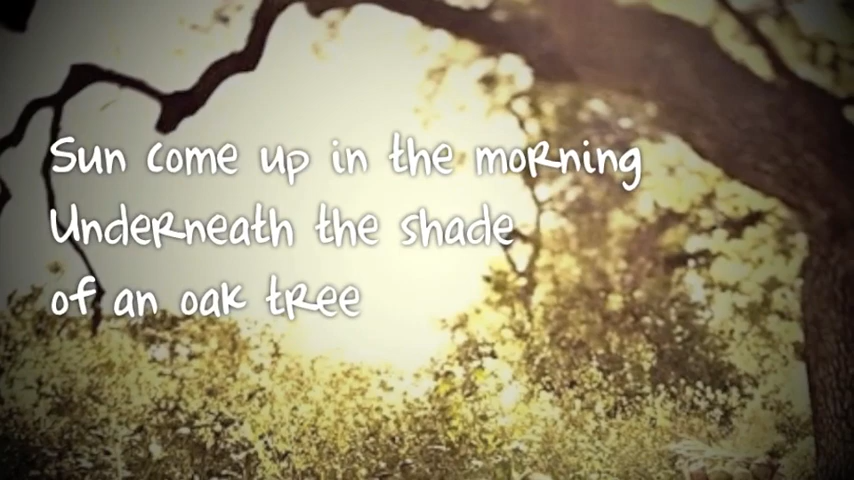 Sun come up in the morning
Underneath the shade
of an oak tree